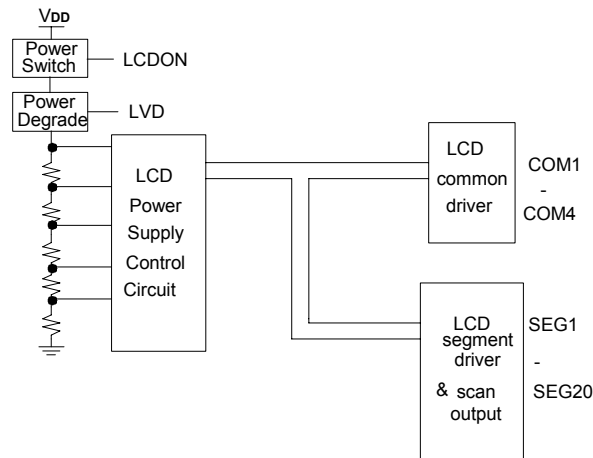 VDD
Power
Switch
LCDON
Power
Degrade
LVD
LCD
Power
Supply
Control
Circuit
LCD
common
driver
COM1
-
COM4
LCD
segment
driver
& scan
output
SEG1
-
SEG20